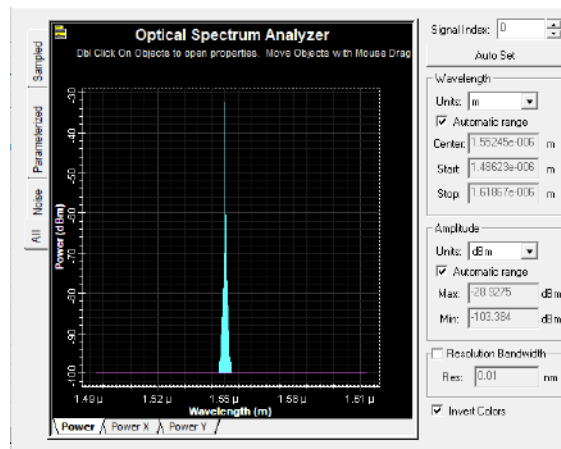 Optical Spectrum Analyzer
Dbl Click On Objects to open properties. Move Objects with Mouse Drag
Sampled
Parameterized
Noise
All
Power (dBm)
-30
-40
-50
-60
-70
-80
-90
-100
1.49 µ
1.52 µ
1.55 µ
1.58 µ
1.61 µ
Wavelength (m)
Power
Power X
Power Y
Signal Index: 0
Auto Set
Wavelength
Units: m
Automatic range
Center: 1.55245e-006 m
Start: 1.48623e-006 m
Stop: 1.61867e-006 m
Amplitude
Units: dBm
Automatic range
Max: -28.9275 dBm
Min: -103.384 dBm
Resolution Bandwidth
Res: 0.01 nm
Invert Colors